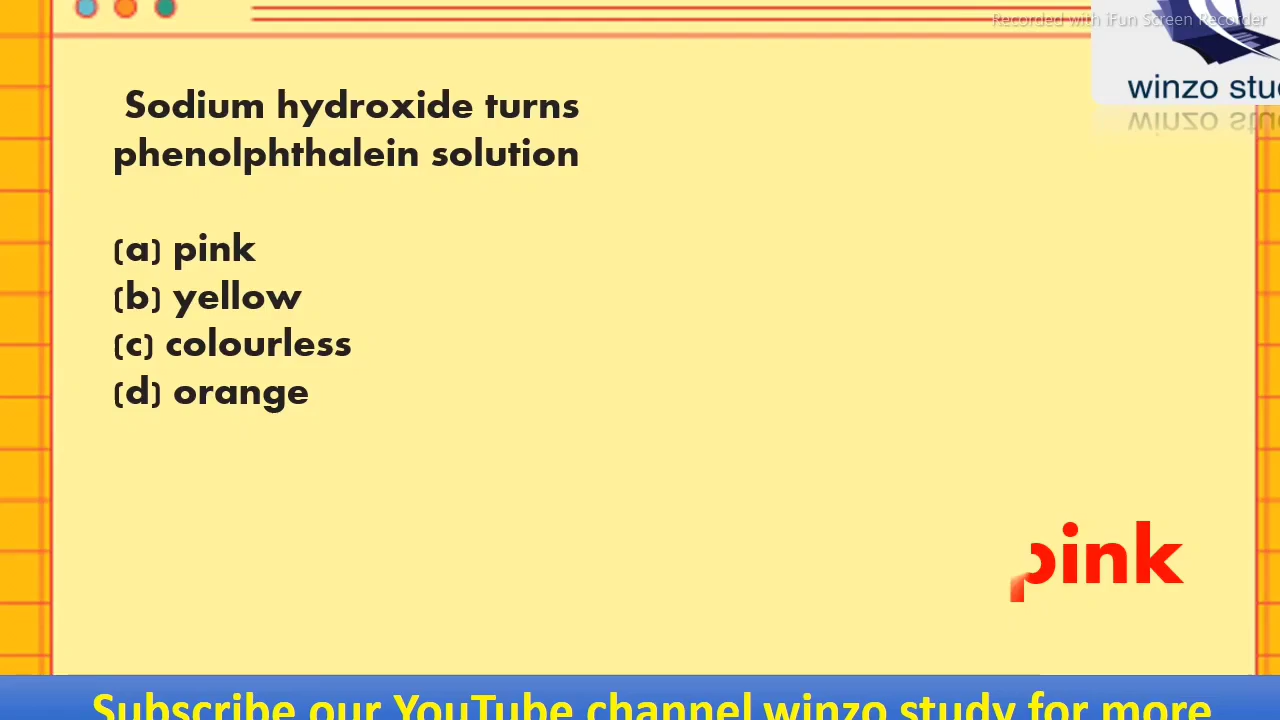 Recorded with iFun Screen Recorder
winzo
Sodium hydroxide turns
phenolphthalein solution
(a) pink
(b) yellow
(c) colourless
(d) orange
pink
Subscribe our YouTube channel winzo study for more